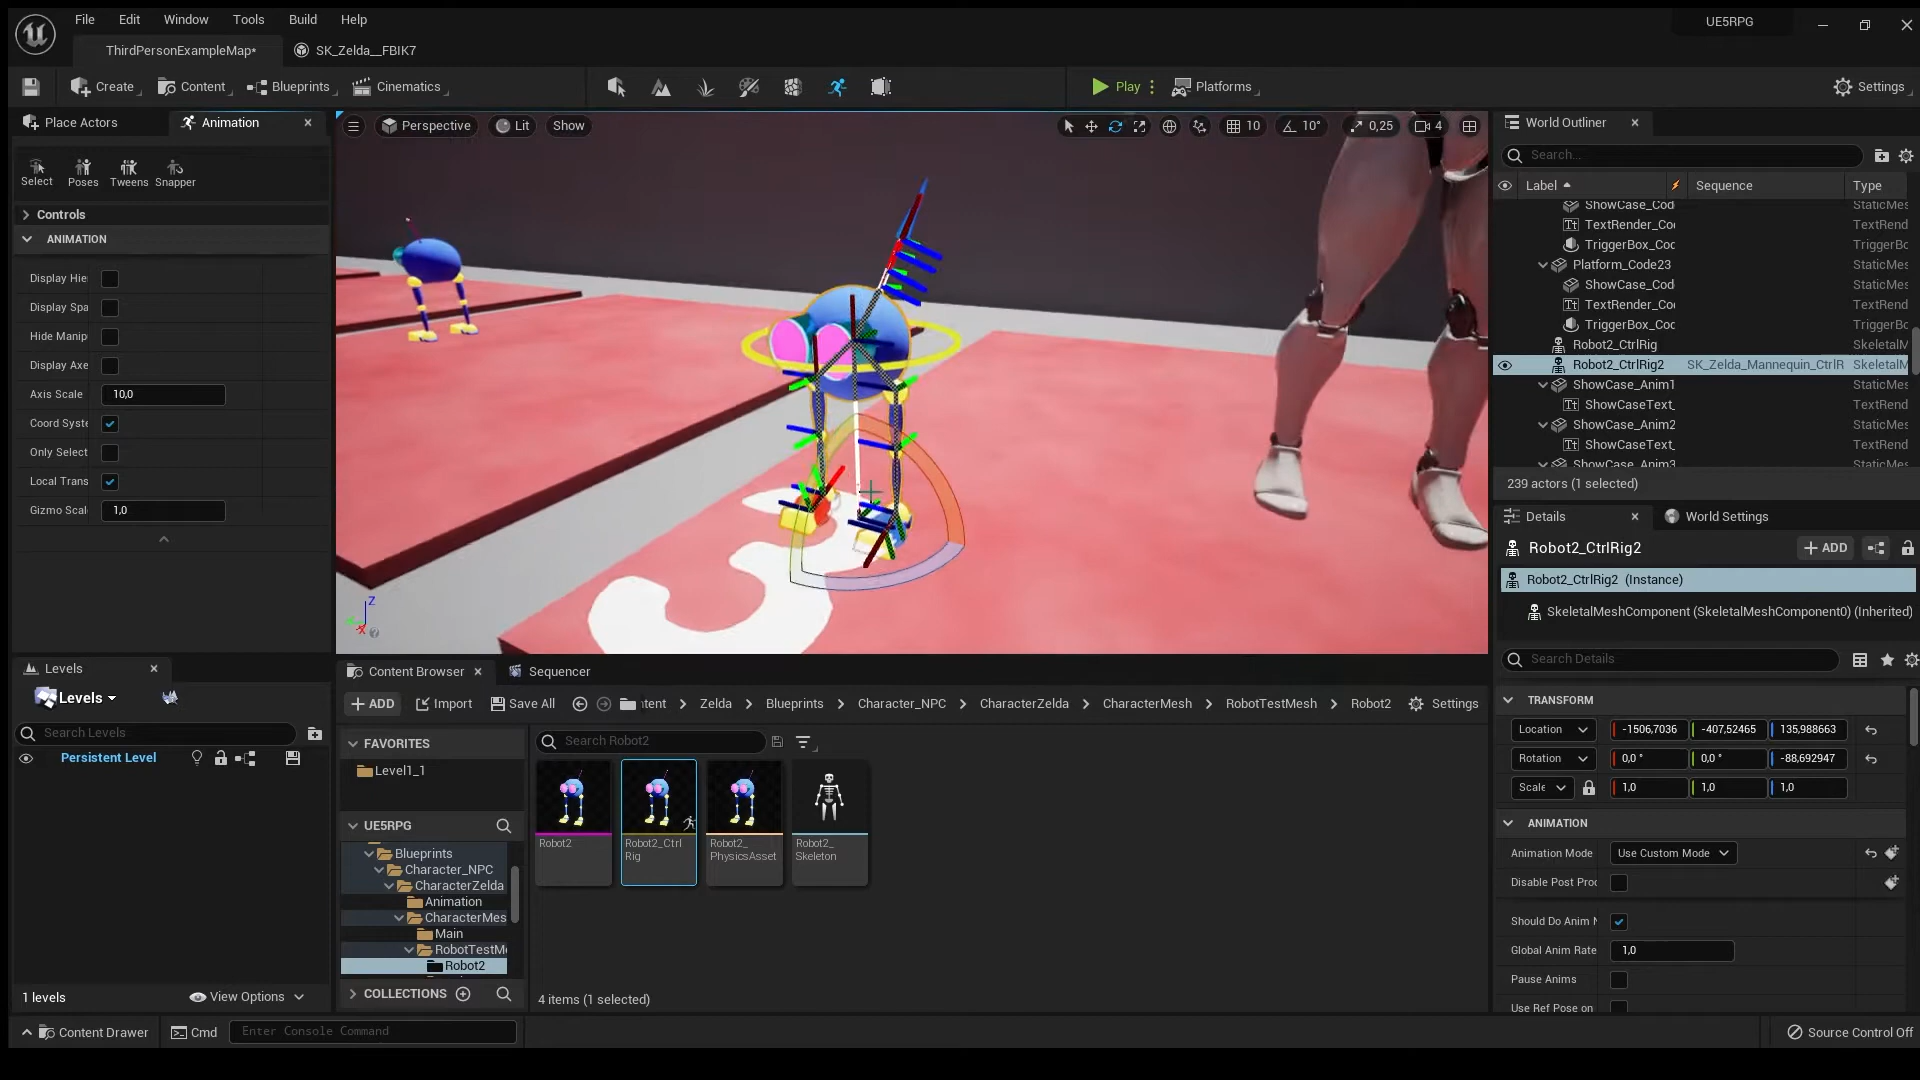 File Edit Window Tools Build Help
UE5RPG
ThirdPersonExampleMap*
SK_Zelda__FBIK7
Create
Content
Blueprints
Cinematics
Play
Platforms
Settings
Place Actors
Animation
Select
Poses
Tweens
Snapper
Controls
ANIMATION
Display Hie
Display Spa
Hide Manip
Display Axe
Axis Scale 10,0
Coord Syste
Only Select
Local Trans
Gizmo Scal 1,0
Perspective
Lit
Show
10
10°
0,25
4
Z
X
World Outliner
Search...
Label Sequence Type
ShowCase_Cod StaticMes
TextRender_Co TextRende
TriggerBox_Coc TriggerBo
Platform_Code23 StaticMes
ShowCase_Cod StaticMes
TextRender_Co TextRende
TriggerBox_Coc TriggerBo
Robot2_CtrlRig SkeletalM
Robot2_CtrlRig2 SK_Zelda_Mannequin_CtrlR SkeletalM
ShowCase_Anim1 StaticMes
ShowCaseText_ TextRend
ShowCase_Anim2 StaticMes
ShowCaseText_ TextRend
ShowCase_Anim3 StaticMes
239 actors (1 selected)
Details
World Settings
Robot2_CtrlRig2
ADD
Robot2_CtrlRig2 (Instance)
SkeletalMeshComponent (SkeletalMeshComponent0) (Inherited)
Search Details
TRANSFORM
Location -1506,7036 -407,52465 135,988663
Rotation 0,0 ° 0,0 ° -88,692947
Scale 1,0 1,0 1,0
ANIMATION
Animation Mode Use Custom Mode
Disable Post Proc
Should Do Anim N
Global Anim Rate 1,0
Pause Anims
Use Ref Pose on
Levels
Levels
Search Levels
Persistent Level
1 levels
View Options
Content Browser
Sequencer
ADD
Import
Save All
tent > Zelda > Blueprints > Character_NPC > CharacterZelda > CharacterMesh > RobotTestMesh > Robot2
Settings
FAVORITES
Level1_1
UE5RPG
Blueprints
Character_NPC
CharacterZelda
Animation
CharacterMes
Main
RobotTestMe
Robot2
COLLECTIONS
Search Robot2
Robot2
Robot2_Ctrl
Rig
Robot2_
PhysicsAsset
Robot2_
Skeleton
4 items (1 selected)
Content Drawer
Cmd
Enter Console Command
Source Control Off